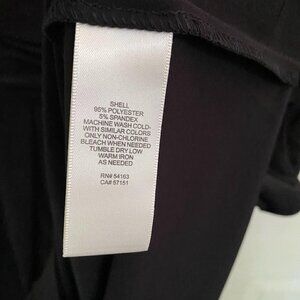 SHELL
95% POLYESTER
5% SPANDEX
MACHINE WASH COLD-
WITH SIMILAR COLORS
ONLY NON-CHLORINE
BLEACH WHEN NEEDED
TUMBLE DRY LOW
WARM IRON
AS NEEDED
RN# 54163
CA# 57151